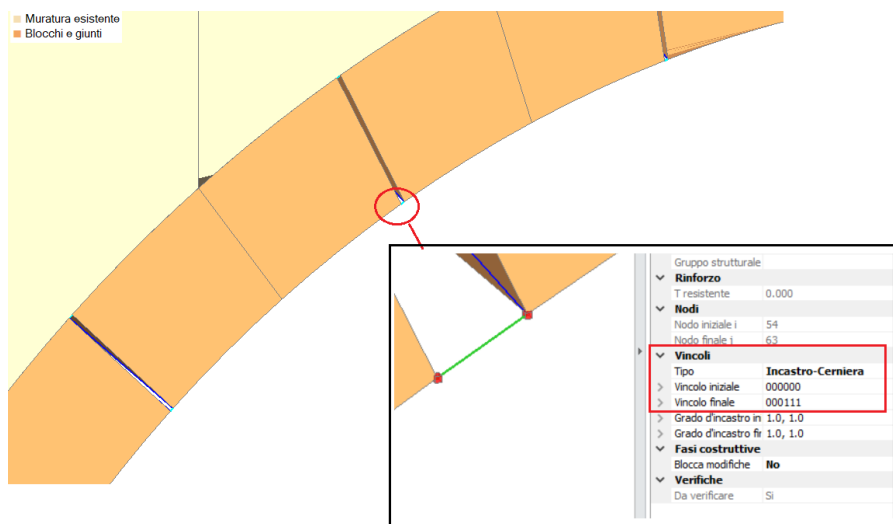 Muratura esistente
Blocchi e giunti
Gruppo strutturale
Rinforzo
T resistente 0.000
Nodi
Nodo iniziale i 54
Nodo finale j 63
Vincoli
Tipo Incastro-Cerniera
Vincolo iniziale 000000
Vincolo finale 000111
Grado d'incastro in 1.0, 1.0
Grado d'incastro fir 1.0, 1.0
Fasi costruttive
Blocca modifiche No
Verifiche
Da verificare Si